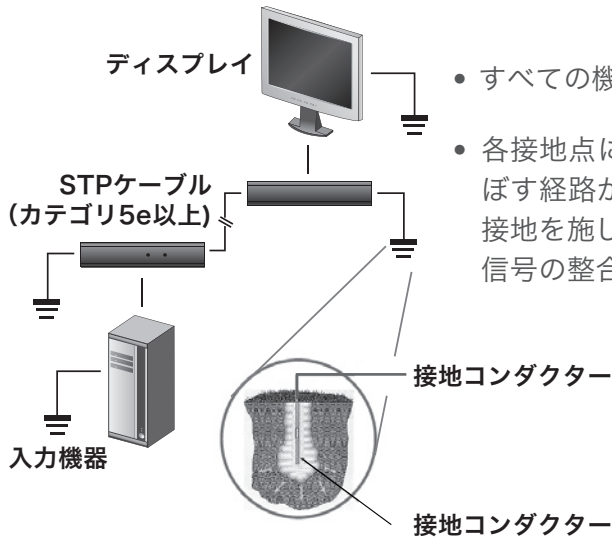 ディスプレイ
• すべての機
STPケーブル
（カテゴリ5e以上）
• 各接地点に
ぼす経路が
接地を施し
信号の整合
接地コンダクター
入力機器
接地コンダクター